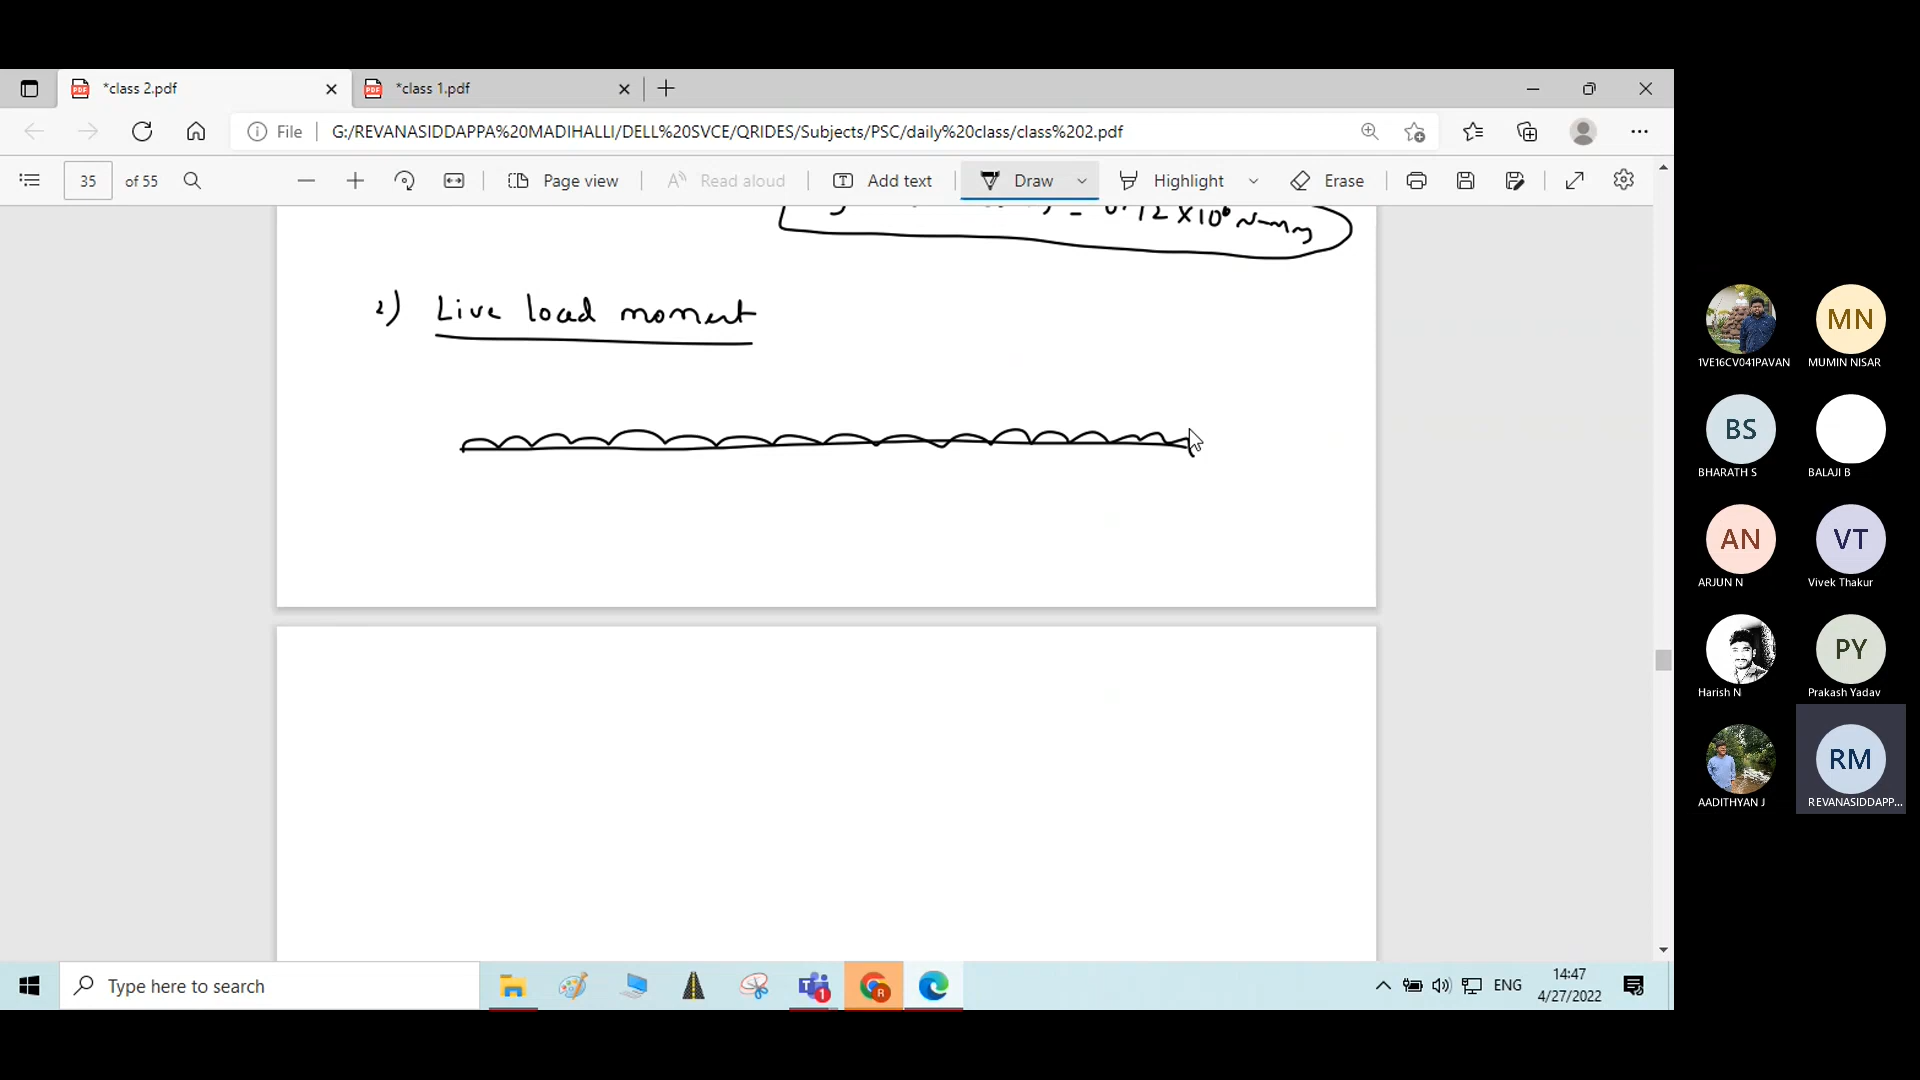 *class 2.pdf
*class 1.pdf
File G:/REVANASIDDAPPA%20MADIHALLI/DELL%20SVCE/QRIDES/Subjects/PSC/daily%20class/class%202.pdf
35 of 55 Page view Read aloud Add text Draw Highlight Erase
N-mm
2) Live load moment
1VE16CV041PAVAN
MUMIN NISAR
MN
BS
BHARATH S
BALAJI B
AN
VT
ARJUN N
Vivek Thakur
PY
Harish N
Prakash Yadav
RM
AADITHYAN J
REVANASIDDAPP...
Type here to search
1
R
ENG
14:47
4/27/2022